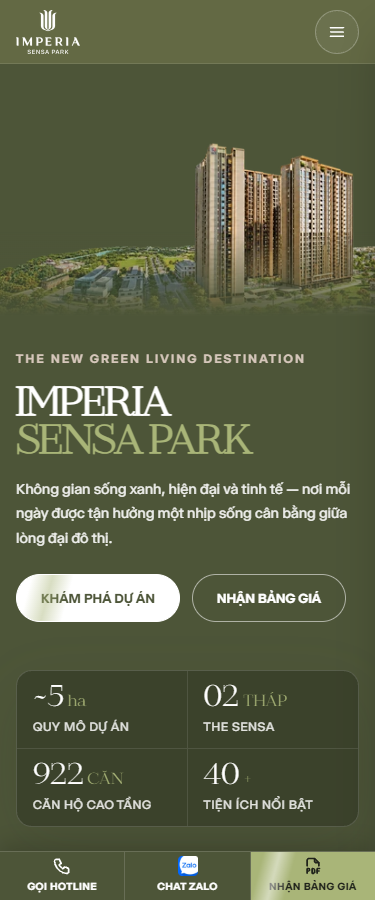 IMPERIA
SENSA PARK
THE NEW GREEN LIVING DESTINATION
IMPERIA
SENSA PARK
Không gian sống xanh, hiện đại và tinh tế — nơi mỗi
ngày được tận hưởng một nhịp sống cân bằng giữa
lòng đại đô thị.
KHÁM PHÁ DỰ ÁN
NHẬN BẢNG GIÁ
~5 ha
QUY MÔ DỰ ÁN
02 THÁP
THE SENSA
922 CĂN
CĂN HỘ CAO TẦNG
40 +
TIỆN ÍCH NỔI BẬT
GỌI HOTLINE
Zalo
CHAT ZALO
PDF
NHẬN BẢNG GIÁ